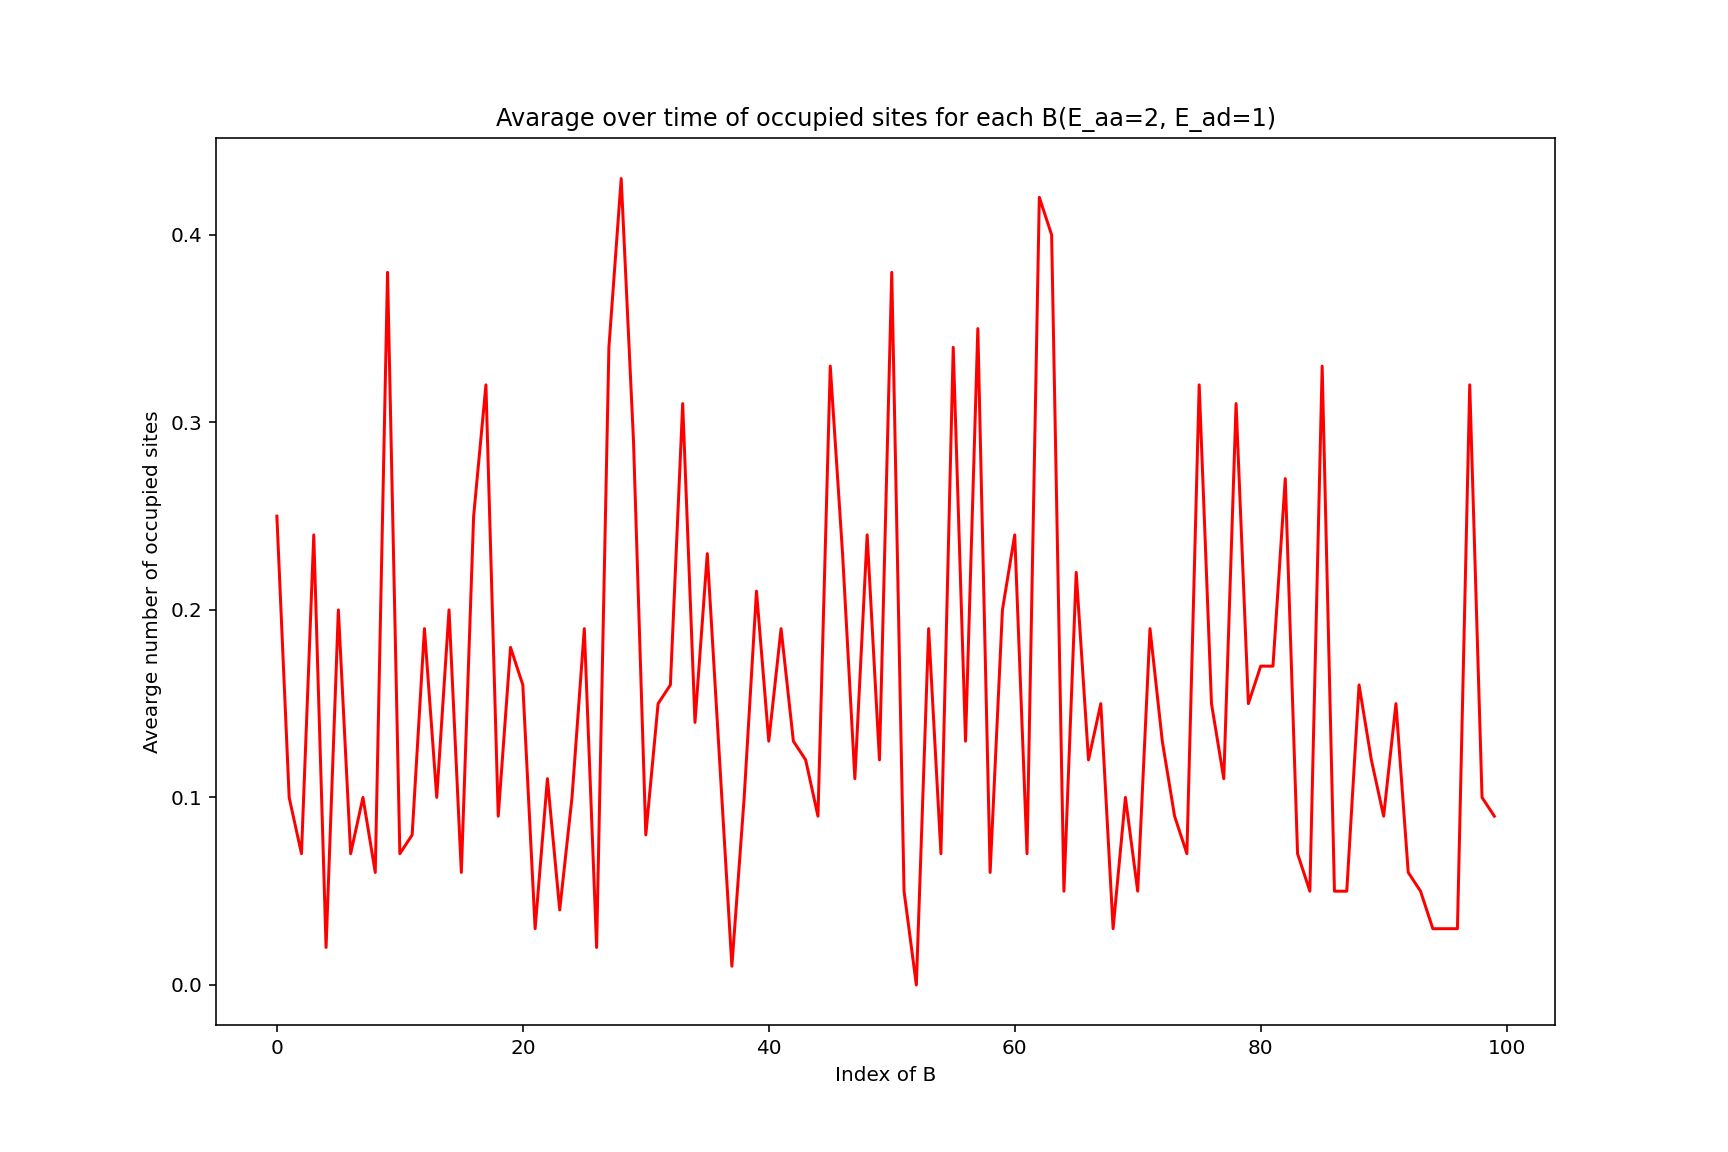 Avarage over time of occupied sites for each B(E_aa=2, E_ad=1)
Avearge number of occupied sites
0.4
0.3
0.2
0.1
0.0
0 20 40 60 80 100
Index of B